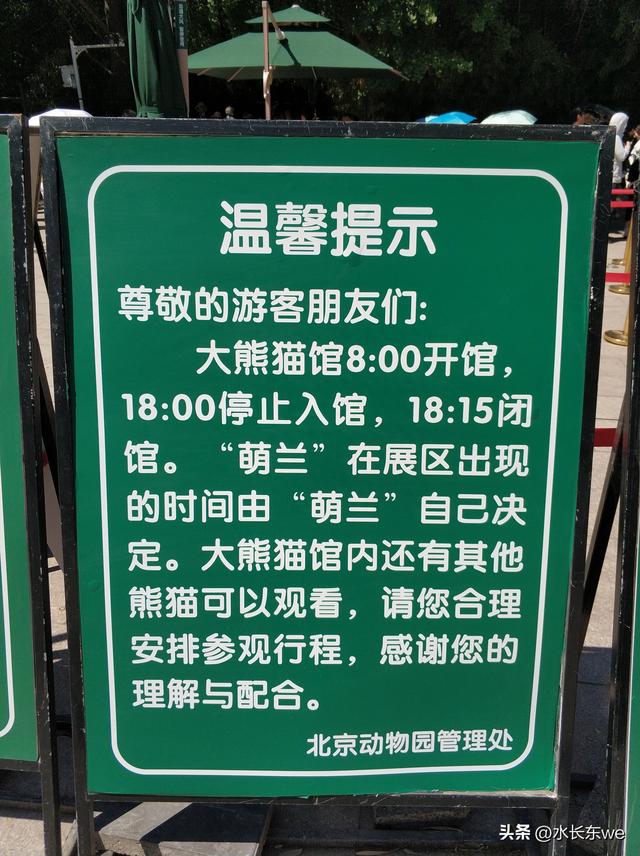 温馨提示
尊敬的游客朋友们:
大熊猫馆8:00开馆，
18:00停止入馆，18:15闭
馆。“萌兰”在展区出现
的时间由“萌兰”自己决
定。大熊猫馆内还有其他
熊猫可以观看，请您合理
安排参观行程，感谢您的
理解与配合。
北京动物园管理处
头条 @水长东we